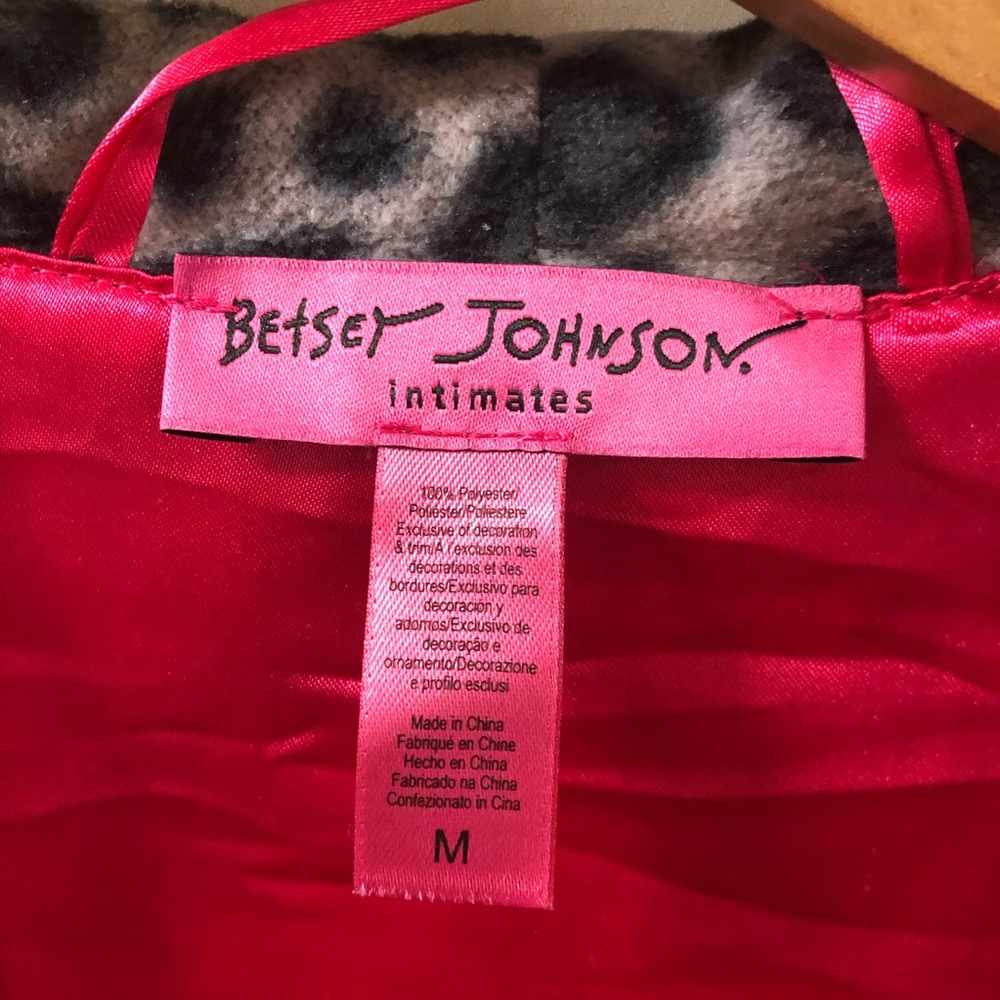 BEtSEY JOHNSON.
intimates
100% Polyester/
Poliéster/Poliestere
Exclusive of decoration
& trim/A l'exclusion des
decorations et des
bordures/Exclusivo para
decoración y
adornos/Exclusivo de
decoração e
ornamento/Decorazione
e profilo esclusi
Made in China
Fabriqué en Chine
Hecho en China
Fabricado na China
Confezionato in Cina
M